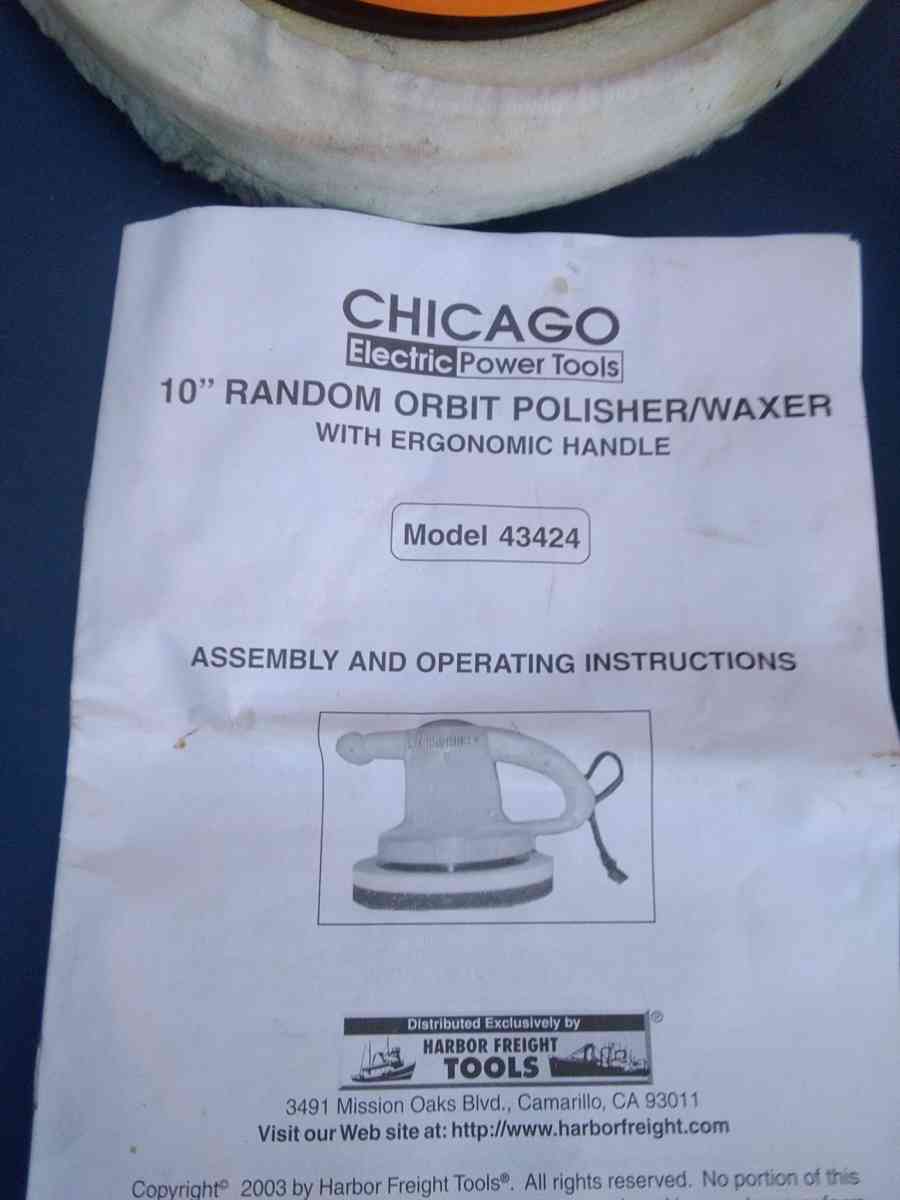 CHICAGO
Electric Power Tools
10” RANDOM ORBIT POLISHER/WAXER
WITH ERGONOMIC HANDLE
Model 43424
ASSEMBLY AND OPERATING INSTRUCTIONS
Distributed Exclusively by
HARBOR FREIGHT
TOOLS ®
3491 Mission Oaks Blvd., Camarillo, CA 93011
Visit our Web site at: http://www.harborfreight.com
Copyright© 2003 by Harbor Freight Tools®. All rights reserved. No portion of this